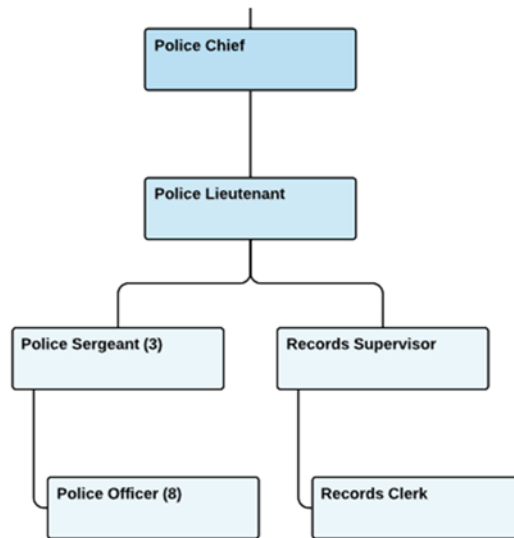 Police Chief
Police Lieutenant
Police Sergeant (3)
Records Supervisor
Police Officer (8)
Records Clerk